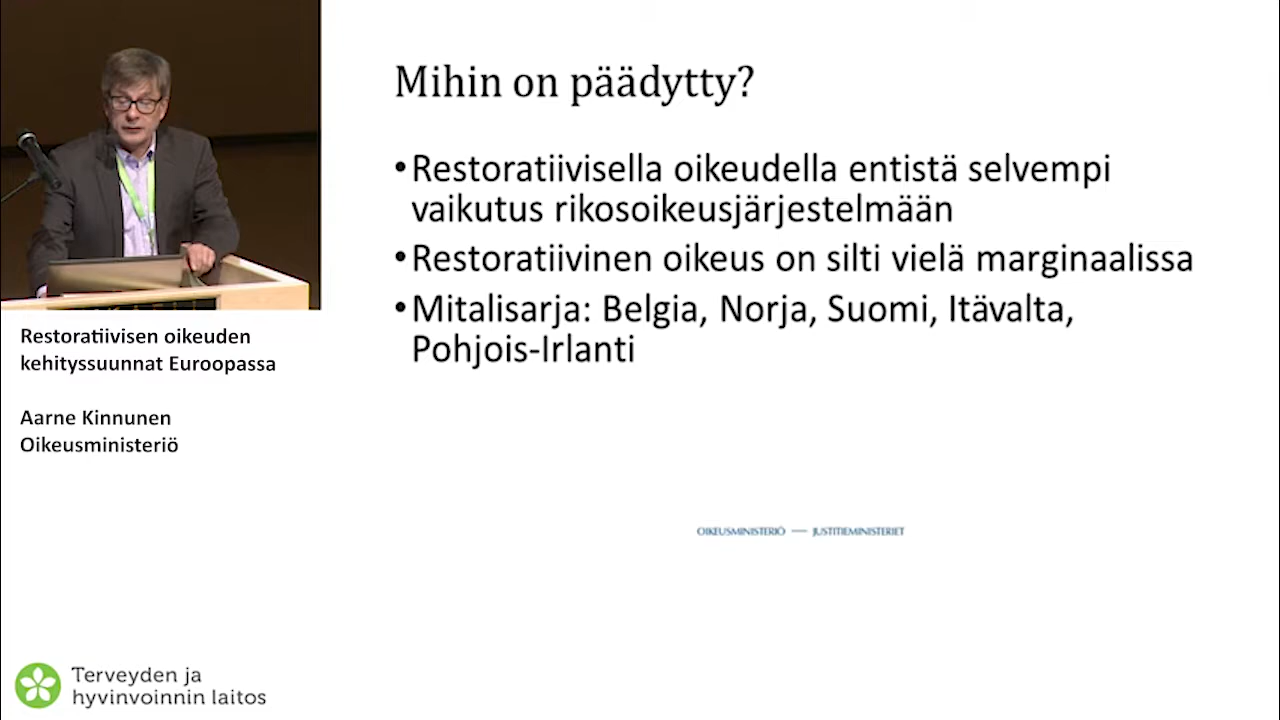 Mihin on päädytty?
•Restoratiivisella oikeudella entistä selvempi
vaikutus rikosoikeusjärjestelmään
•Restoratiivinen oikeus on silti vielä marginaalissa
•Mitalisarja: Belgia, Norja, Suomi, Itävalta,
Pohjois-Irlanti
Restoratiivisen oikeuden
kehityssuunnat Euroopassa
Aarne Kinnunen
Oikeusministeriö
OIKEUSMINISTERIÖ — JUSTITIEMINISTERIET
Terveyden ja
hyvinvoinnin laitos